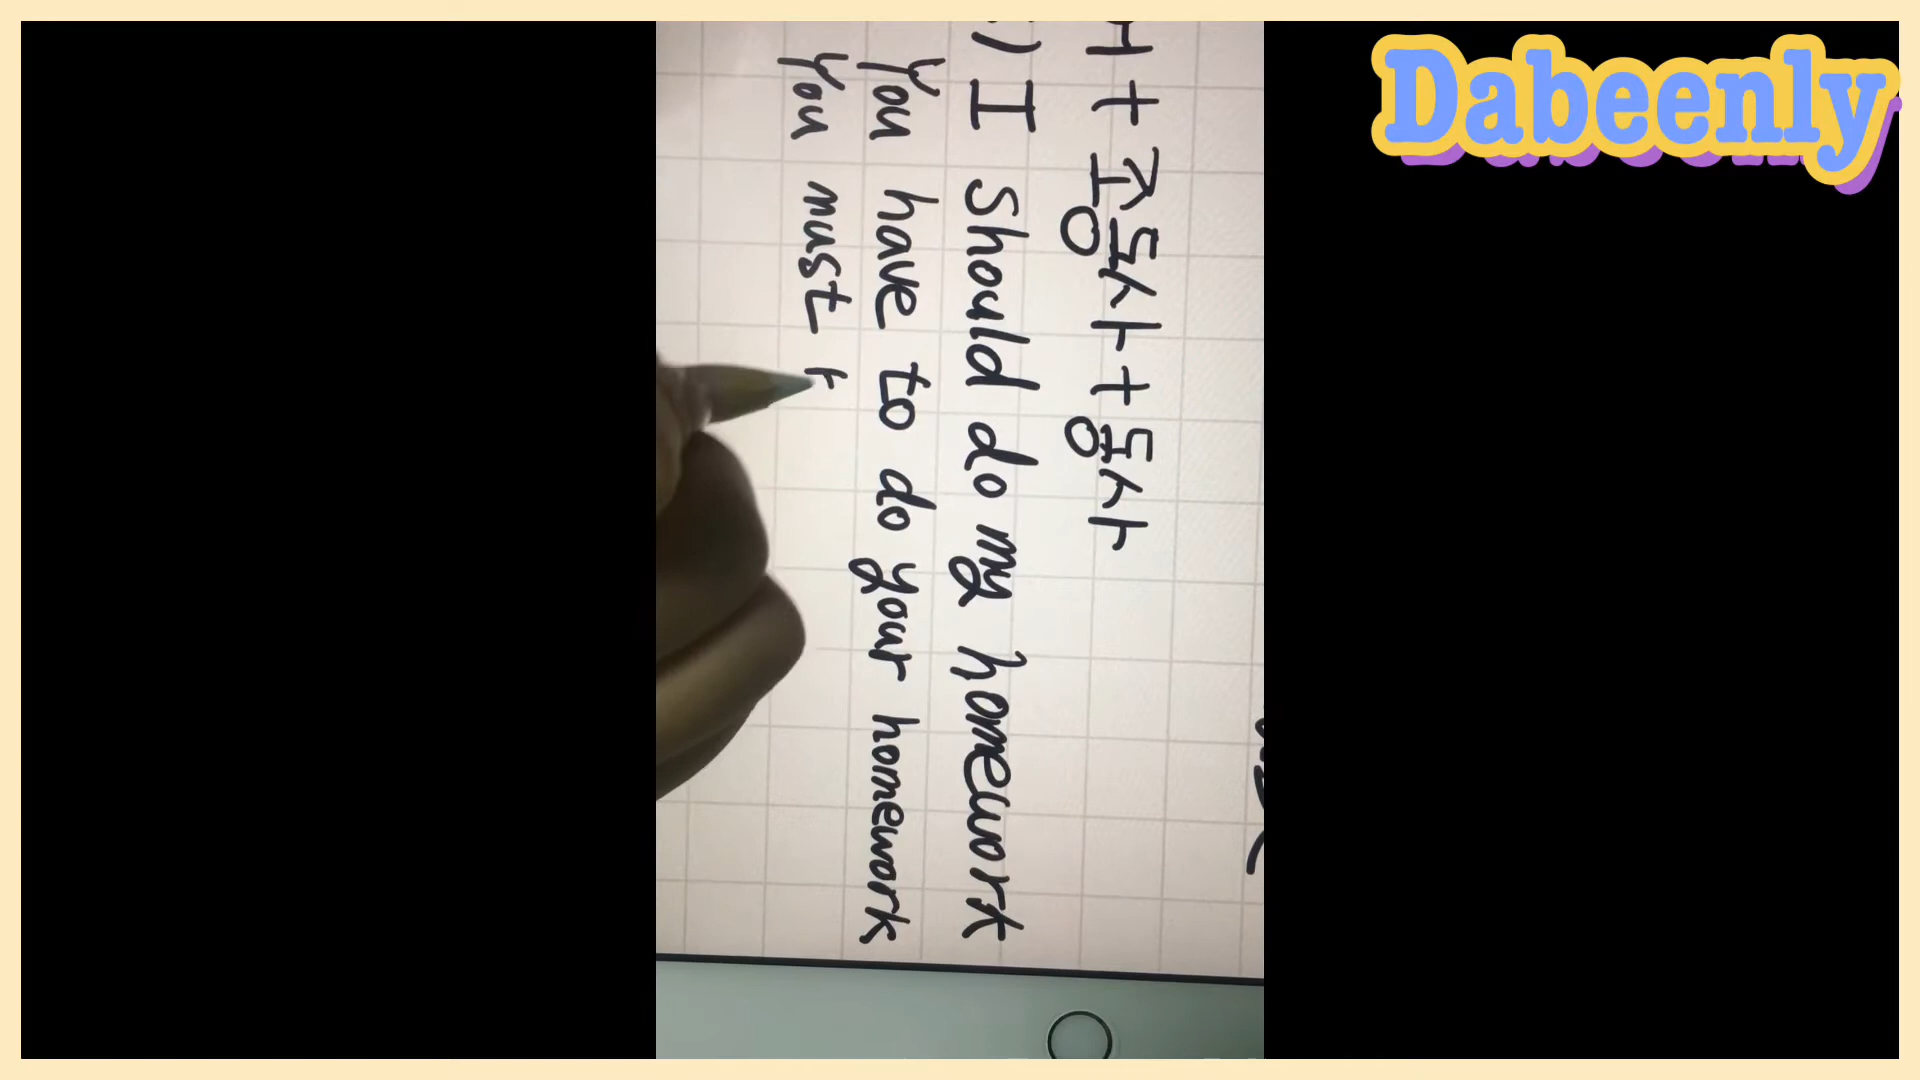 Dabeenly
+ 조동사 + 동사
) I should do my homework
You have to do your homework
You must